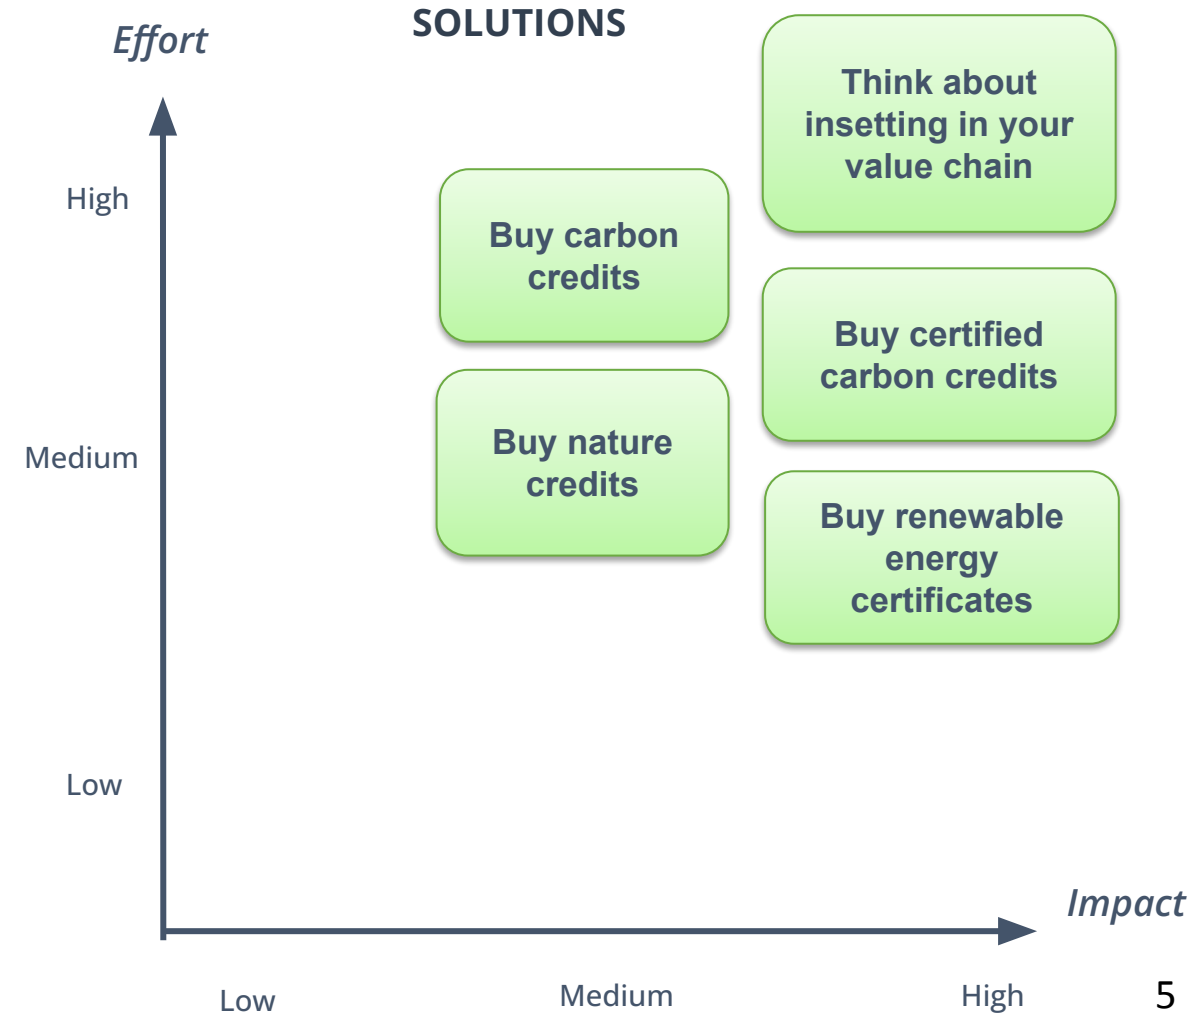 SOLUTIONS
Effort
Think about
insetting in your
value chain
High
Buy carbon
credits
Buy certified
carbon credits
Medium
Buy nature
credits
Buy renewable
energy
certificates
Low
Impact
Low
Medium
High
5